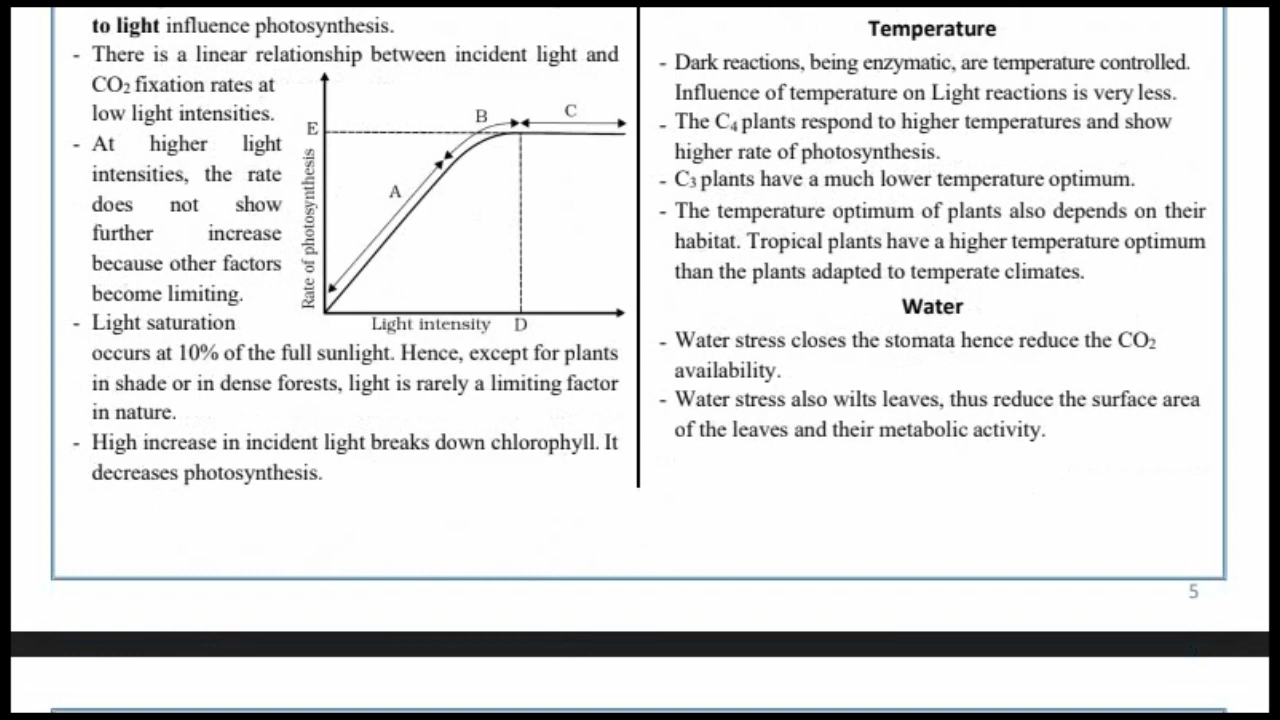 to light influence photosynthesis.
- There is a linear relationship between incident light and
CO₂ fixation rates at
low light intensities.
- At higher light
intensities, the rate
does not show
further increase
because other factors
become limiting.
- Light saturation
occurs at 10% of the full sunlight. Hence, except for plants
in shade or in dense forests, light is rarely a limiting factor
in nature.
- High increase in incident light breaks down chlorophyll. It
decreases photosynthesis.
E
B
C
A
Rate of photosynthesis
Light intensity D
Temperature
- Dark reactions, being enzymatic, are temperature controlled.
Influence of temperature on Light reactions is very less.
- The C₄ plants respond to higher temperatures and show
higher rate of photosynthesis.
- C₃ plants have a much lower temperature optimum.
- The temperature optimum of plants also depends on their
habitat. Tropical plants have a higher temperature optimum
than the plants adapted to temperate climates.
Water
- Water stress closes the stomata hence reduce the CO₂
availability.
- Water stress also wilts leaves, thus reduce the surface area
of the leaves and their metabolic activity.
5